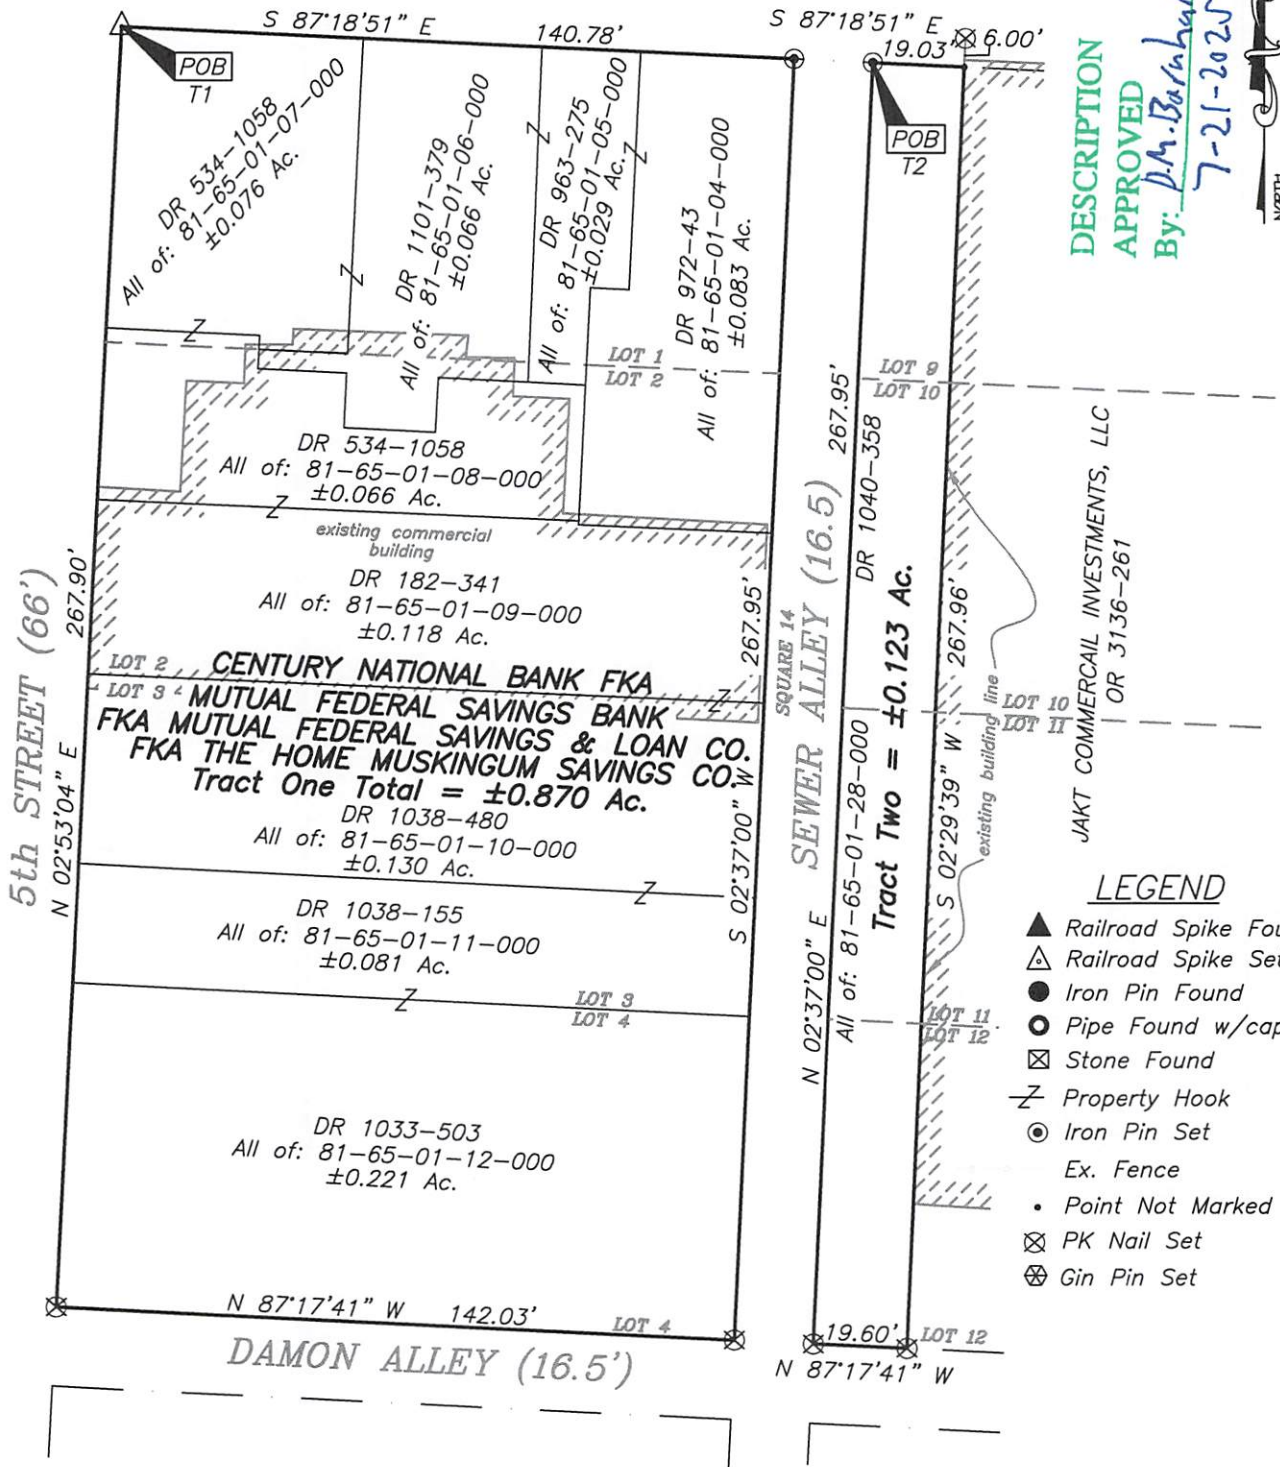 S 87°18'51" E
140.78'
S 87°18'51" E
19.03'
6.00'
POB
T1
POB
T2
DESCRIPTION
APPROVED
By:
7-21-2025
NORTH
DR 534-1058
All of: 81-65-01-07-000
±0.076 Ac.
DR 1101-379
All of: 81-65-01-06-000
±0.066 Ac.
DR 963-275
All of: 81-65-01-05-000
±0.029 Ac.
DR 972-43
All of: 81-65-01-04-000
±0.083 Ac.
LOT 1
LOT 2
LOT 9
LOT 10
DR 534-1058
All of: 81-65-01-08-000
±0.066 Ac.
existing commercial
building
DR 182-341
All of: 81-65-01-09-000
±0.118 Ac.
LOT 2
LOT 3
CENTURY NATIONAL BANK FKA
MUTUAL FEDERAL SAVINGS BANK
FKA MUTUAL FEDERAL SAVINGS & LOAN CO.
FKA THE HOME MUSKINGUM SAVINGS CO.
Tract One Total = ±0.870 Ac.
DR 1038-480
All of: 81-65-01-10-000
±0.130 Ac.
DR 1038-155
All of: 81-65-01-11-000
±0.081 Ac.
LOT 3
LOT 4
DR 1033-503
All of: 81-65-01-12-000
±0.221 Ac.
5th STREET (66')
N 02°53'04" E 267.90'
S 02°37'00" W 267.95'
SQUARE 14
SEWER ALLEY (16.5)
N 02°37'00" E 267.95'
All of: 81-65-01-28-000 DR 1040-358
Tract Two = ±0.123 Ac.
S 02°29'39" W 267.96'
existing building line
JAKT COMMERCAIL INVESTMENTS, LLC
OR 3136-261
LOT 10
LOT 11
LOT 11
LOT 12
LEGEND
Railroad Spike Fou
Railroad Spike Set
Iron Pin Found
Pipe Found w/cap
Stone Found
Property Hook
Iron Pin Set
Ex. Fence
Point Not Marked
PK Nail Set
Gin Pin Set
N 87°17'41" W 142.03'
LOT 4
DAMON ALLEY (16.5')
19.60'
LOT 12
N 87°17'41" W